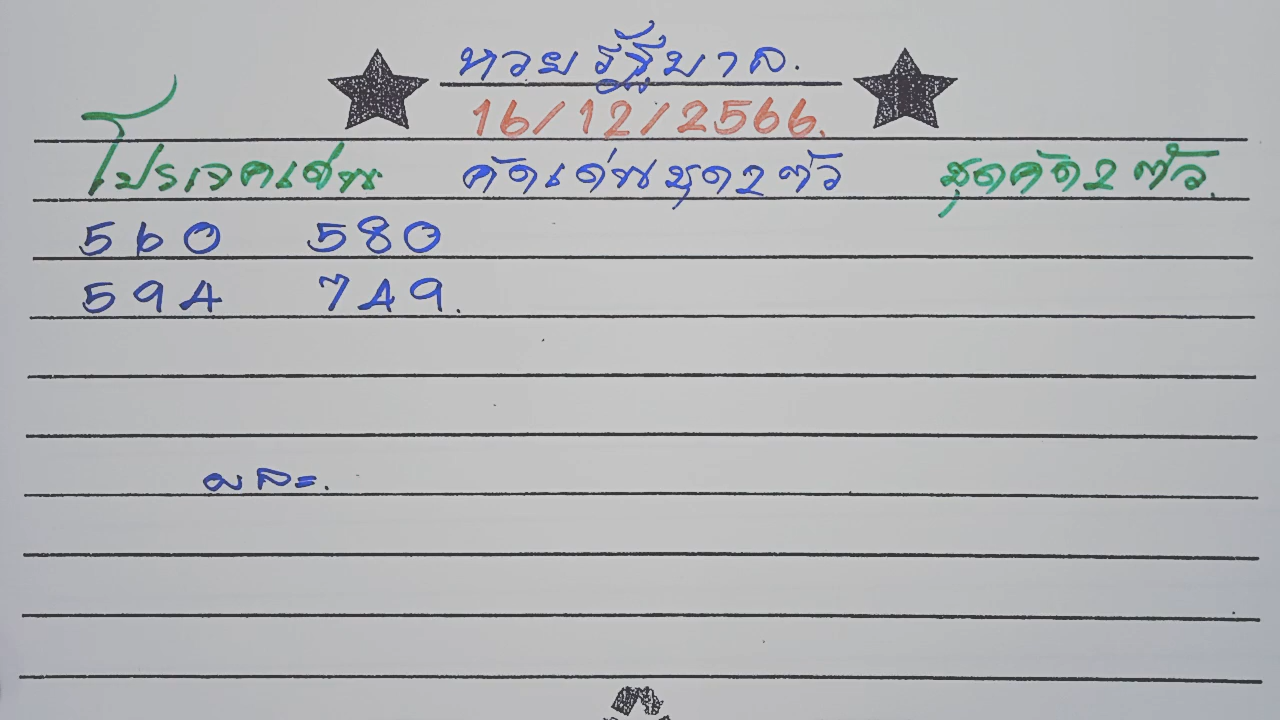 หวยรัฐบาล.
16/12/2566.
โปรเจคเด่น คัดเด่นชุด2ตัว สุดคัด2ตัว.
560 580
594 749.
ผล=.